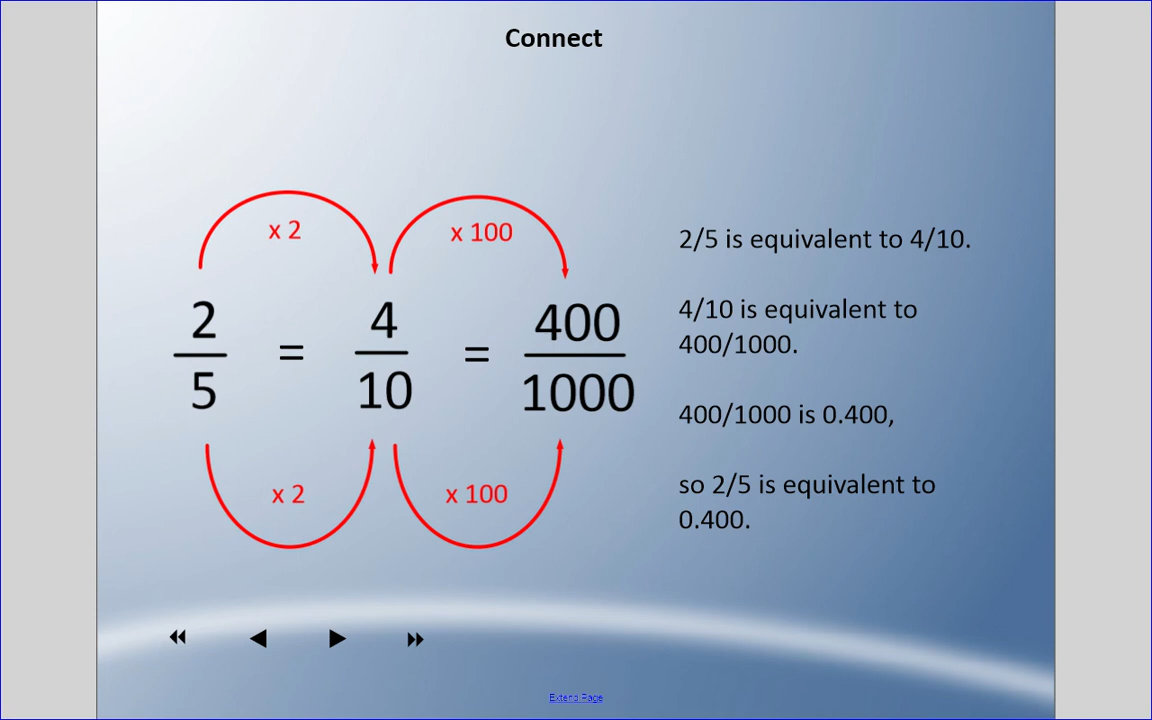 Connect
x 2
x 100
2/5 = 4/10 = 400/1000
x 2
x 100
2/5 is equivalent to 4/10.
4/10 is equivalent to
400/1000.
400/1000 is 0.400,
so 2/5 is equivalent to
0.400.
Extend Page